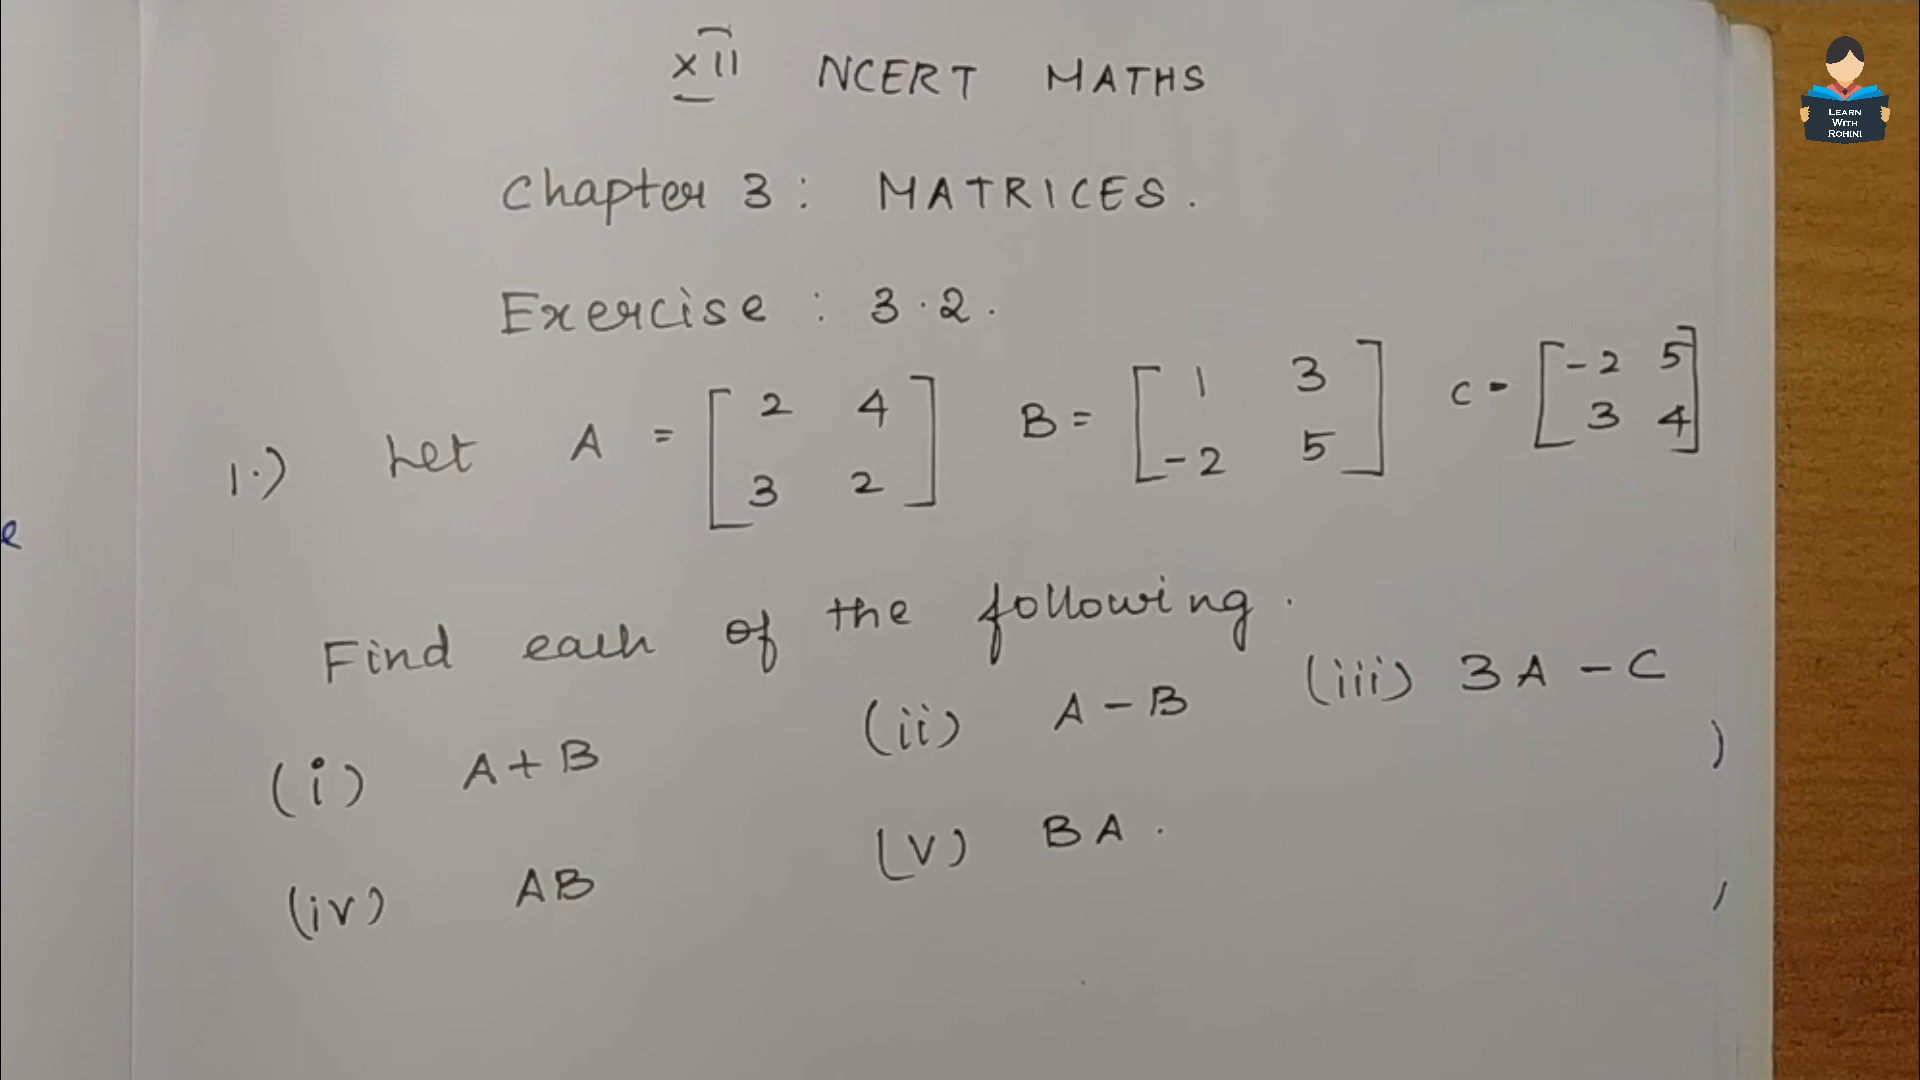 XII NCERT MATHS
LEARN
WITH
ROHINI
Chapter 3 : MATRICES.
Exercise : 3.2.
1.) Let A = [2 4 B = [1 3 C = [-2 5
3 2] -2 5] 3 4]
Find each of the following.
(i) A+B (ii) A-B (iii) 3A-C
(iv) AB (v) BA.
e